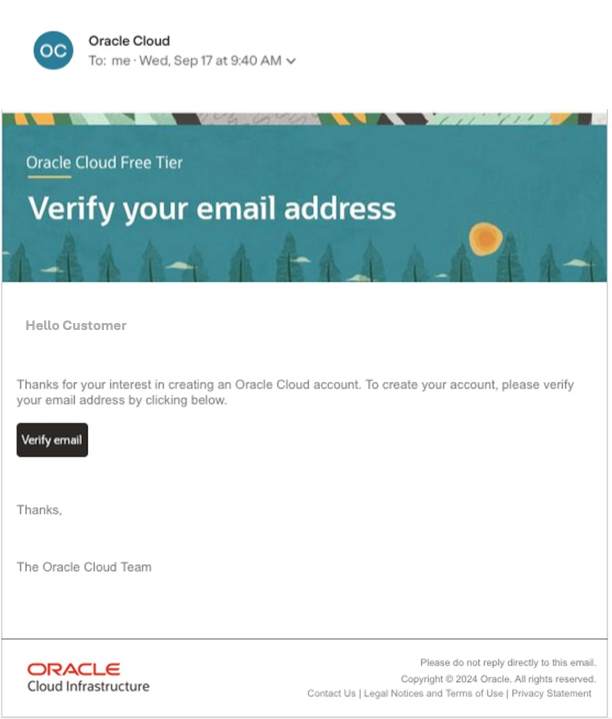 OC
Oracle Cloud
To: me · Wed, Sep 17 at 9:40 AM
Oracle Cloud Free Tier
Verify your email address
Hello Customer
Thanks for your interest in creating an Oracle Cloud account. To create your account, please verify
your email address by clicking below.
Verify email
Thanks,
The Oracle Cloud Team
ORACLE
Cloud Infrastructure
Please do not reply directly to this email.
Copyright © 2024 Oracle. All rights reserved.
Contact Us | Legal Notices and Terms of Use | Privacy Statement